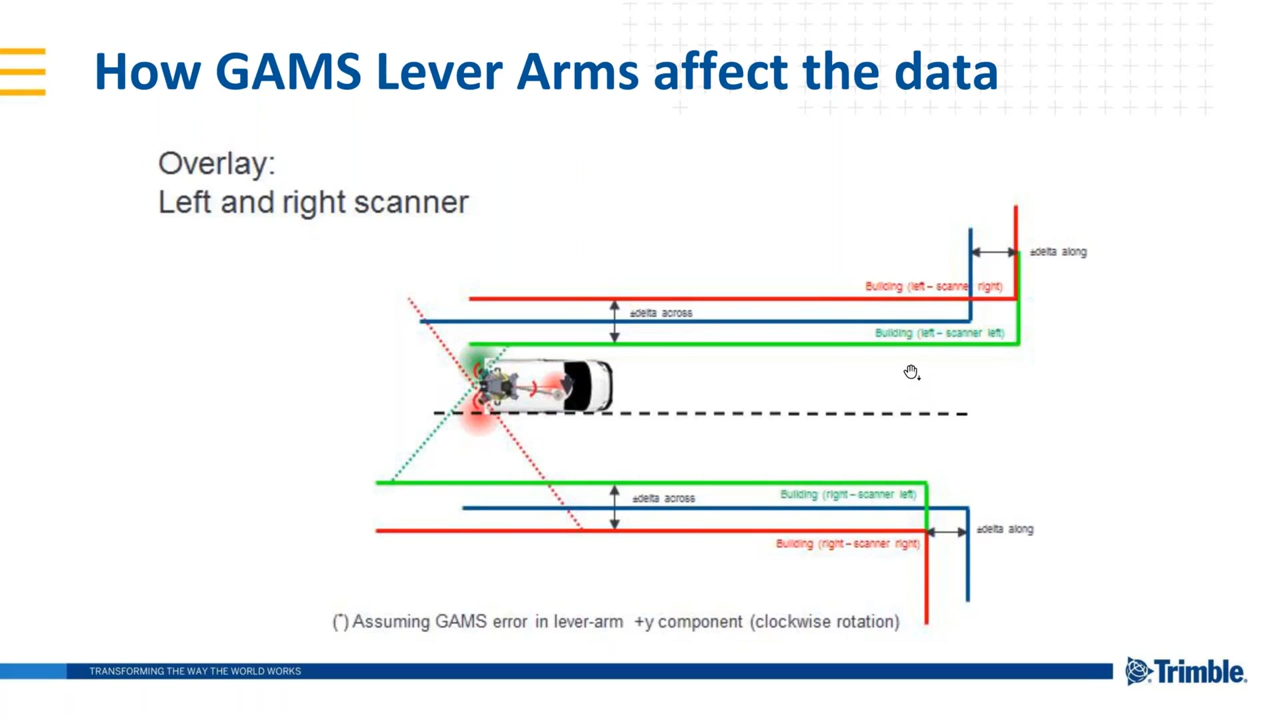 How GAMS Lever Arms affect the data
Overlay:
Left and right scanner
±delta along
Building (left – scanner right)
±delta across
Building (left – scanner left)
Building (right – scanner left)
±delta across
±delta along
Building (right – scanner right)
(*) Assuming GAMS error in lever-arm +y component (clockwise rotation)
TRANSFORMING THE WAY THE WORLD WORKS
Trimble.